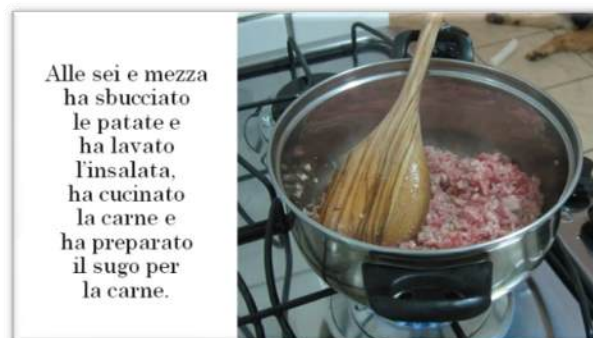 Alle sei e mezza
ha sbucciato
le patate e
ha lavato
l'insalata,
ha cucinato
la carne e
ha preparato
il sugo per
la carne.